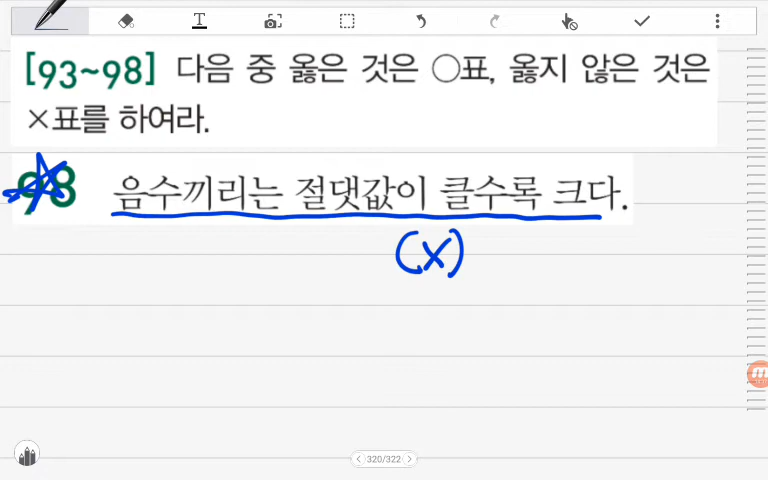 T
[93~98] 다음 중 옳은 것은 ○표, 옳지 않은 것은
×표를 하여라.
98 음수끼리는 절댓값이 클수록 크다.
(x)
320/322